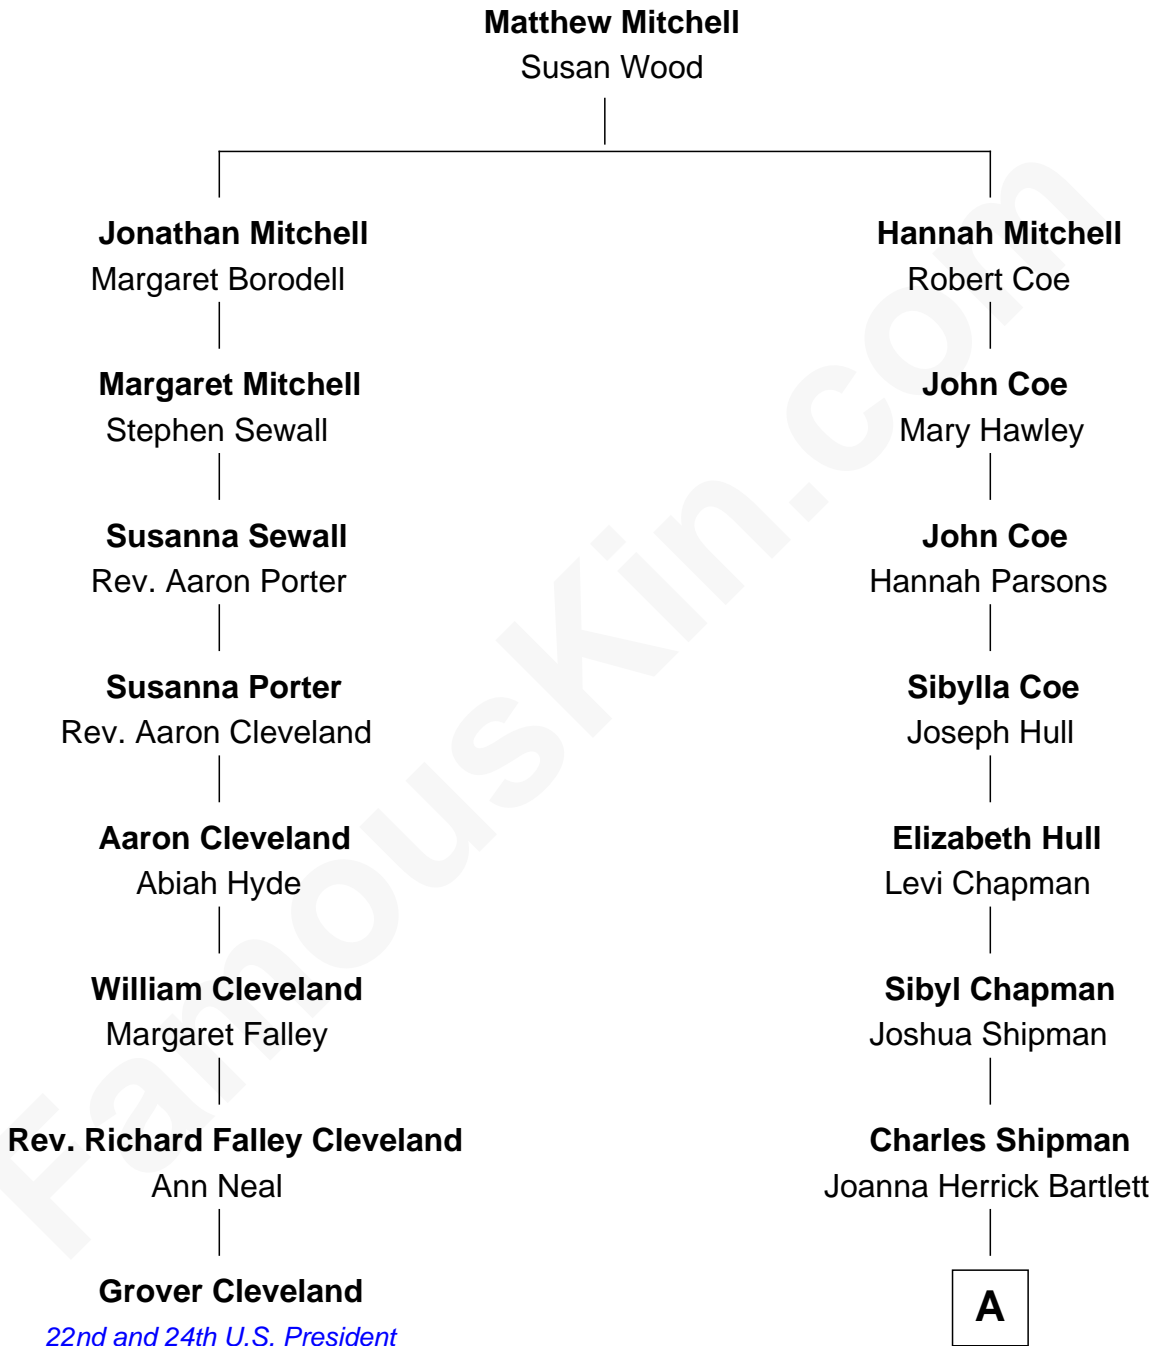 Matthew Mitchell
Susan Wood
Jonathan Mitchell
Margaret Borodell
Hannah Mitchell
Robert Coe
Margaret Mitchell
Stephen Sewall
John Coe
Mary Hawley
Susanna Sewall
Rev. Aaron Porter
John Coe
Hannah Parsons
Susanna Porter
Rev. Aaron Cleveland
Sibylla Coe
Joseph Hull
Aaron Cleveland
Abiah Hyde
Elizabeth Hull
Levi Chapman
William Cleveland
Margaret Falley
Sibyl Chapman
Joshua Shipman
Rev. Richard Falley Cleveland
Ann Neal
Charles Shipman
Joanna Herrick Bartlett
Grover Cleveland
22nd and 24th U.S. President
A
FamousKin.com